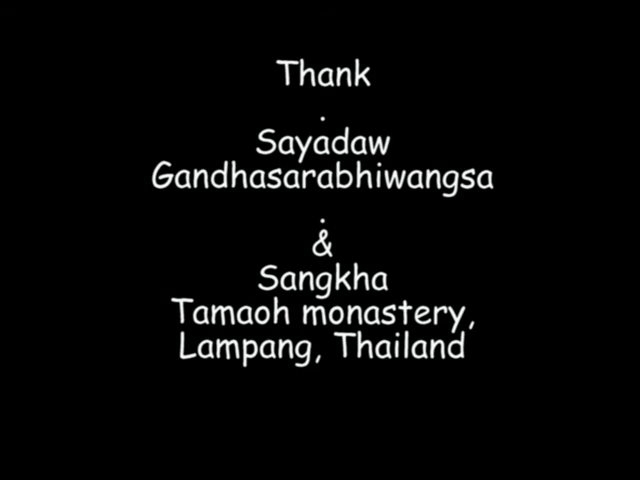 Thank
.
Sayadaw
Gandhasarabhiwangsa
.
&
Sangkha
Tamaoh monastery,
Lampang, Thailand